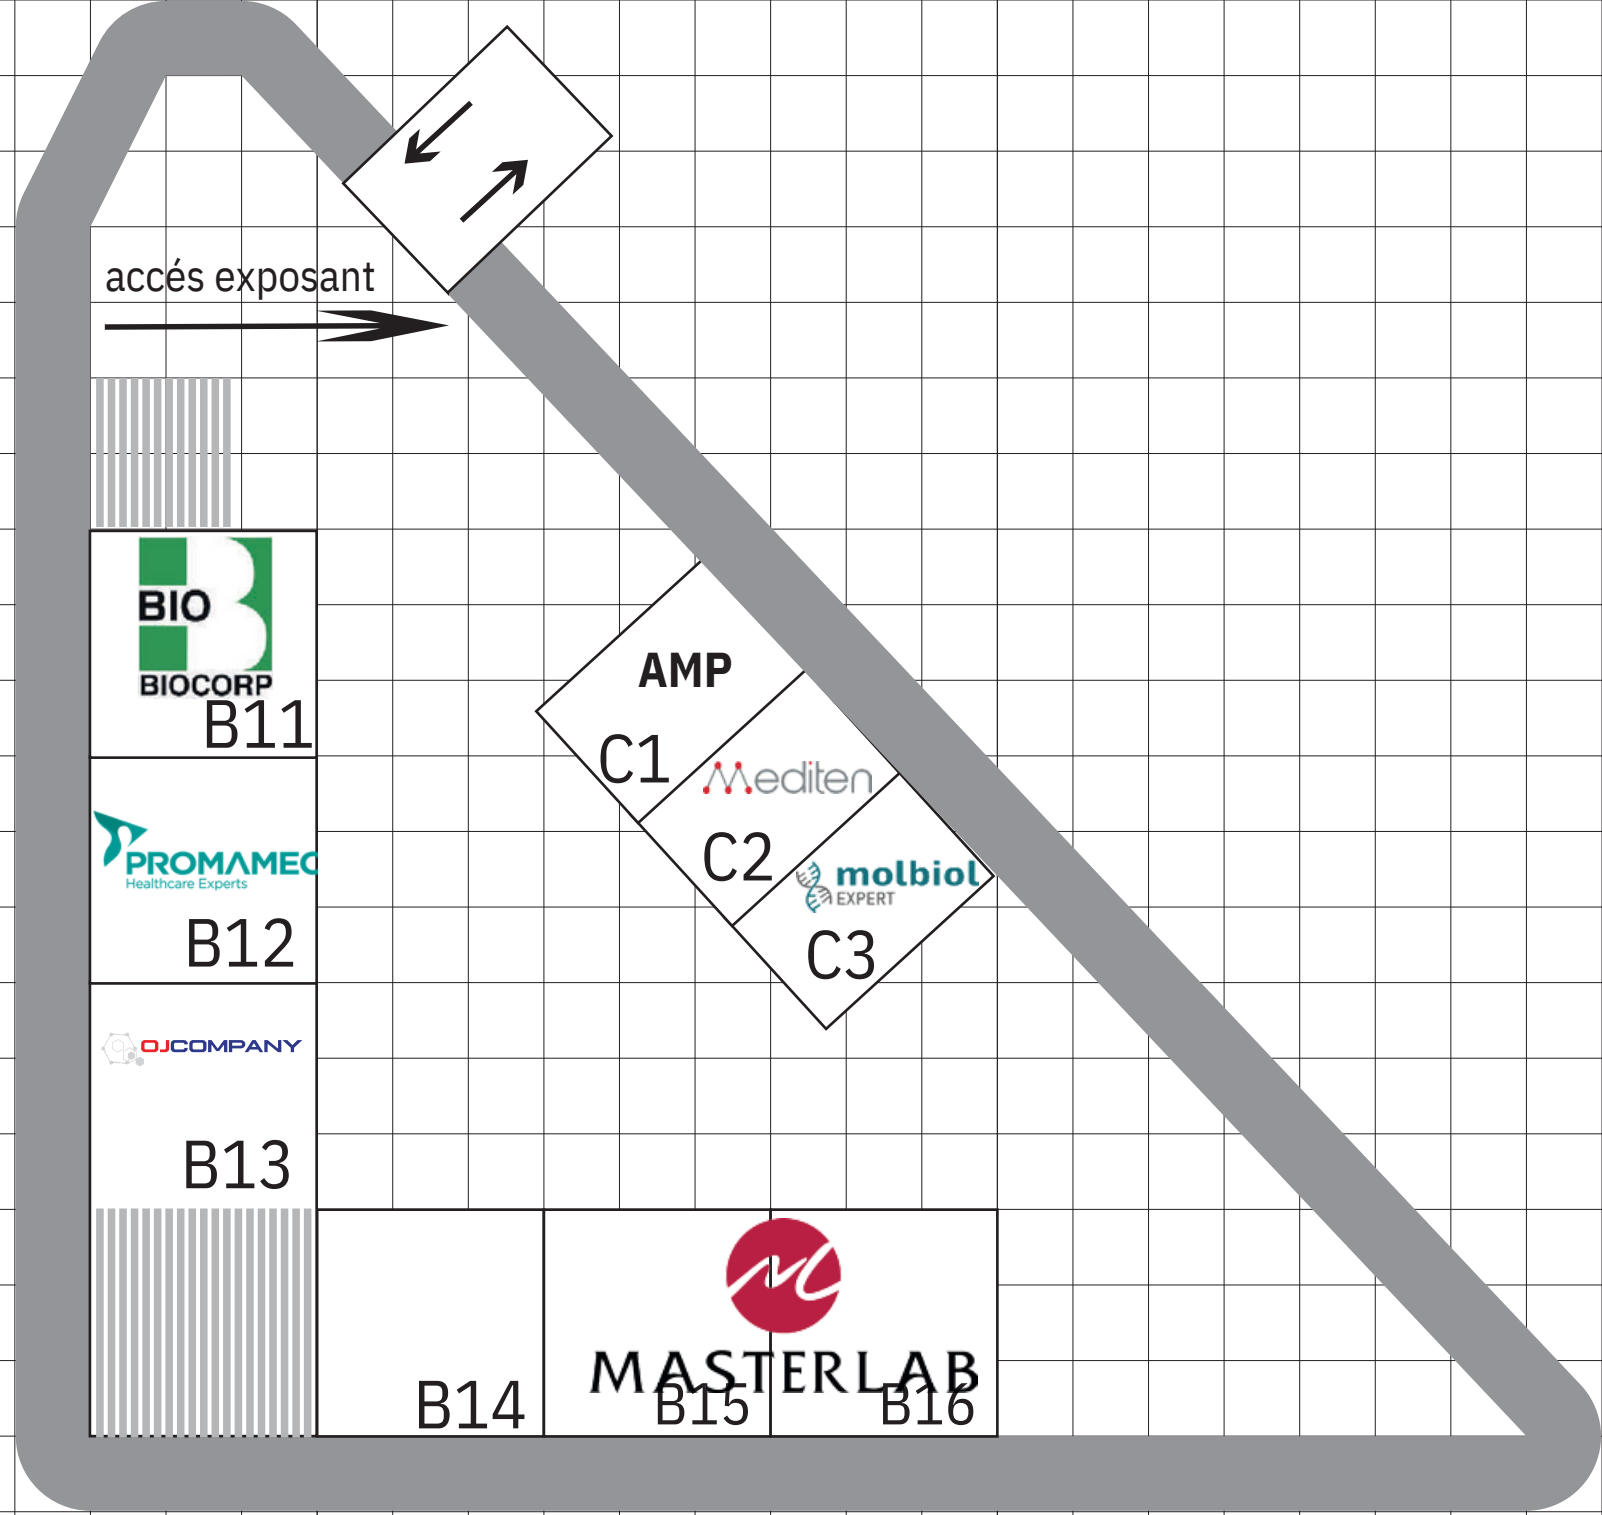 accés exposant
BIO
BIOCORP
B11
PROMAMEC
Healthcare Experts
B12
OJCOMPANY
B13
AMP
C1
Mediten
C2
molbiol
EXPERT
C3
B14
MASTERLAB
B15
B16